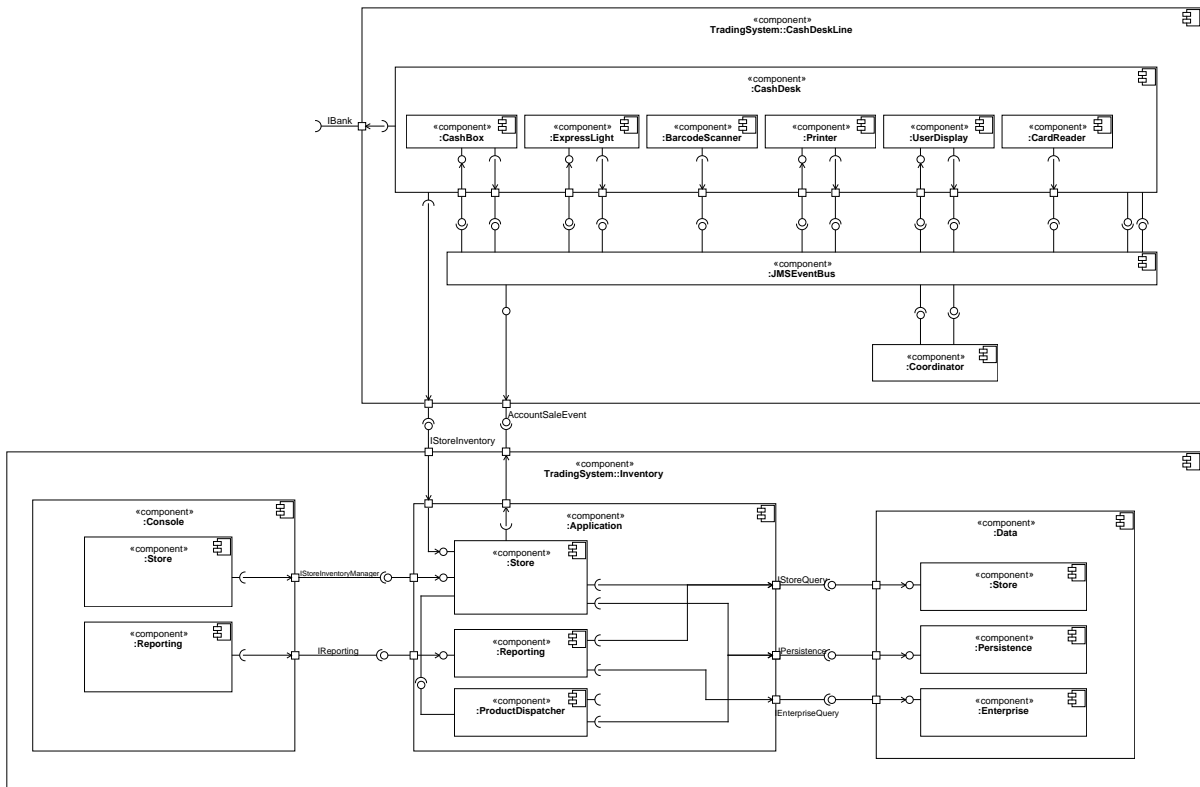 «component»
TradingSystem::CashDeskLine
«component»
:CashDesk
IBank
«component»
:CashBox
«component»
:ExpressLight
«component»
:BarcodeScanner
«component»
:Printer
«component»
:UserDisplay
«component»
:CardReader
«component»
:JMSEventBus
«component»
:Coordinator
AccountSaleEvent
IStoreInventory
«component»
TradingSystem::Inventory
«component»
:Console
«component»
:Store
«component»
:Reporting
IStoreInventoryManager
IReporting
«component»
:Application
«component»
:Store
«component»
:Reporting
«component»
:ProductDispatcher
IStoreQuery
IPersistence
IEnterpriseQuery
«component»
:Data
«component»
:Store
«component»
:Persistence
«component»
:Enterprise